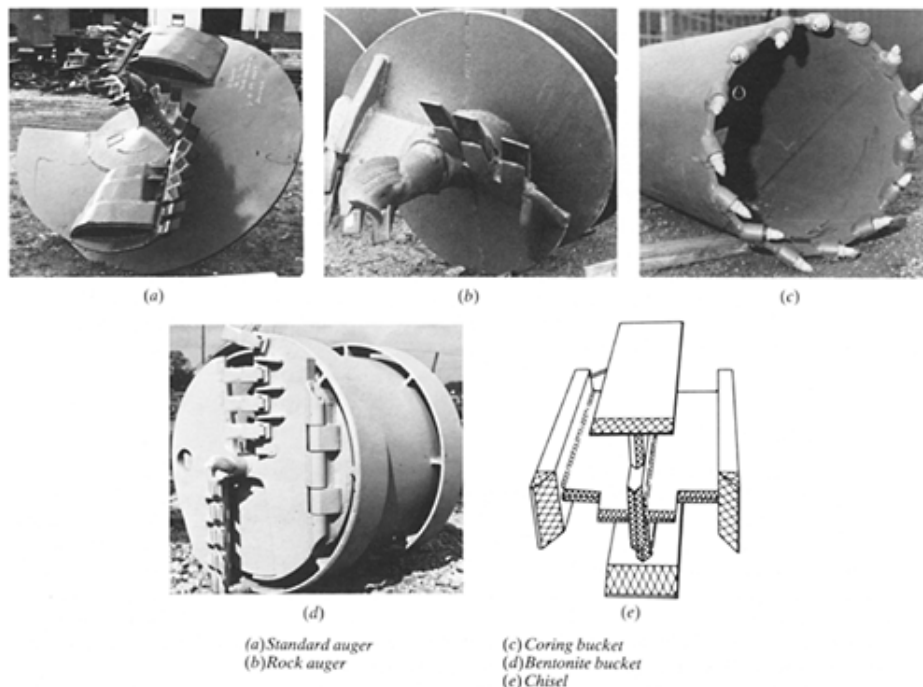 (a)
(b)
(c)
(d)
(e)
(a) Standard auger
(b) Rock auger
(c) Coring bucket
(d) Bentonite bucket
(e) Chisel